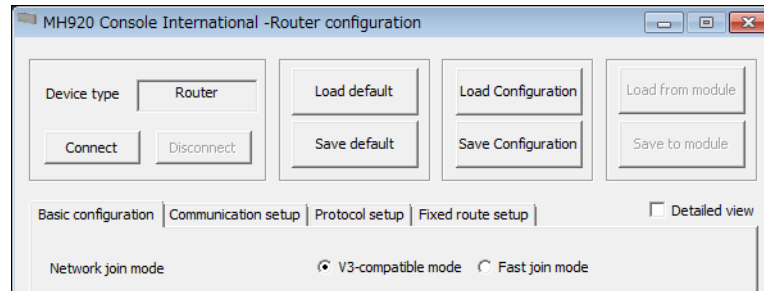 MH920 Console International -Router configuration
Device type Router Load default Load Configuration Load from module
Connect Disconnect Save default Save Configuration Save to module
Basic configuration Communication setup Protocol setup Fixed route setup Detailed view
Network join mode V3-compatible mode Fast join mode